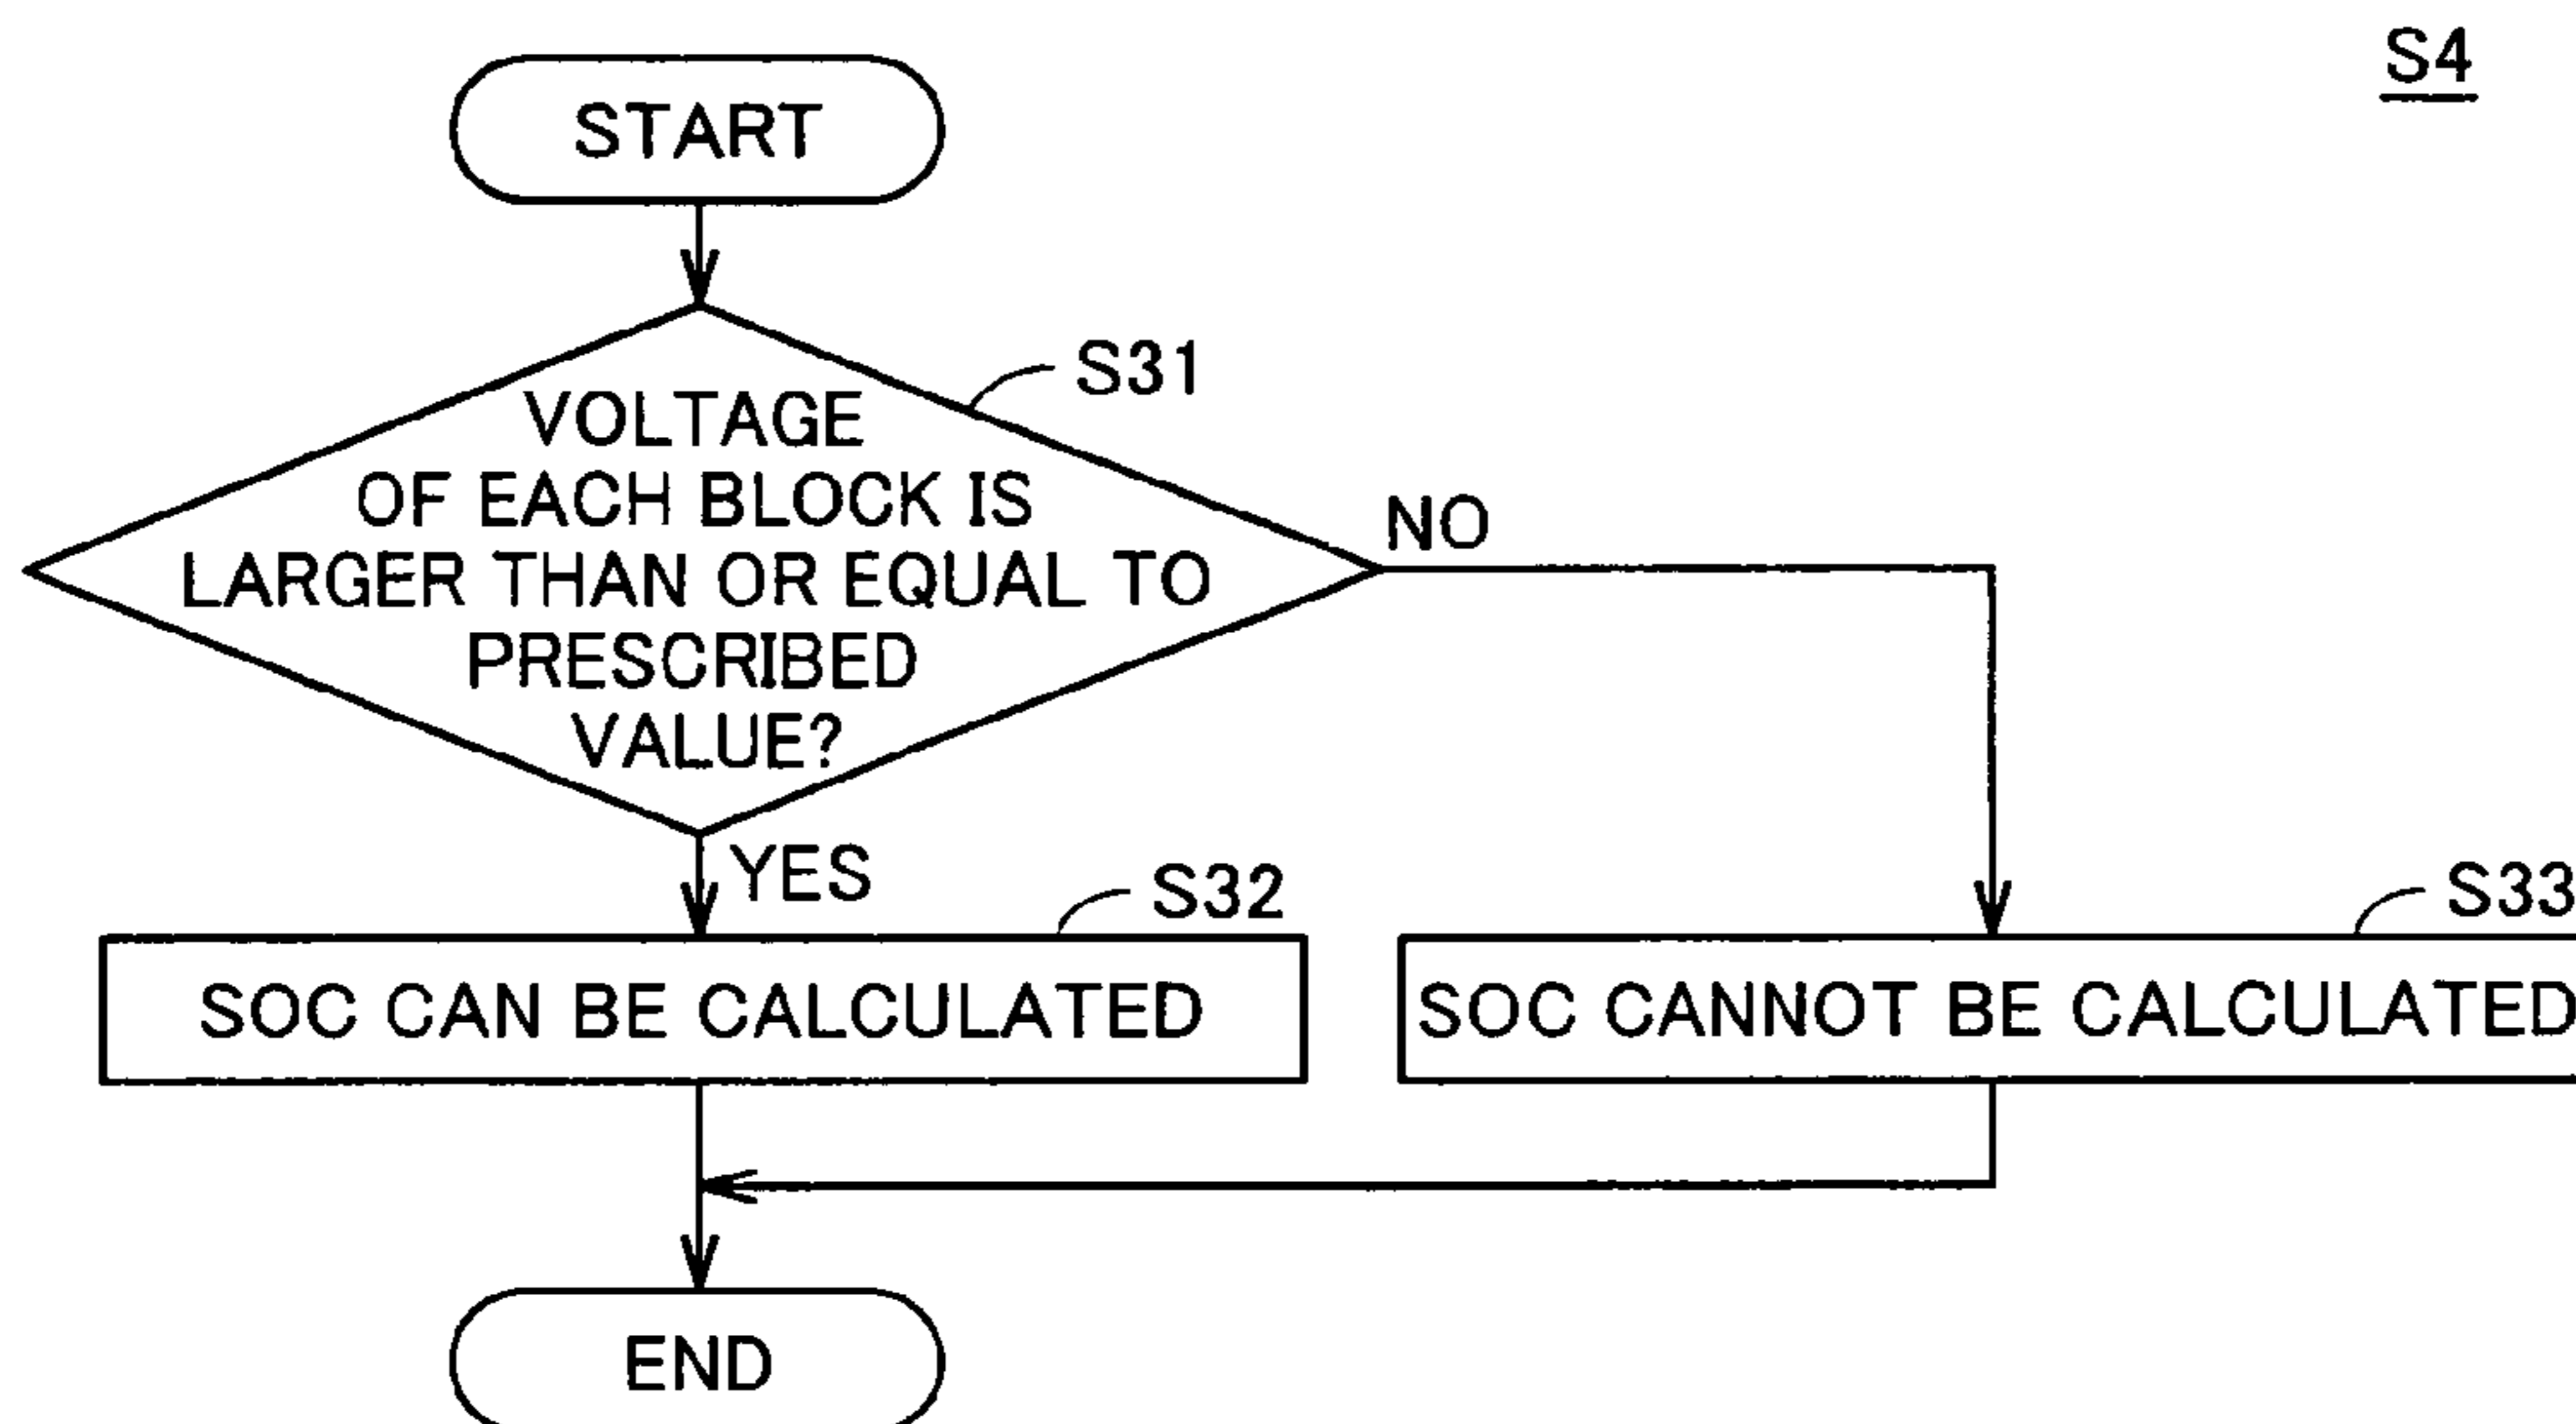 S4
START
S31
VOLTAGE
OF EACH BLOCK IS
LARGER THAN OR EQUAL TO
PRESCRIBED
VALUE?
NO
YES
S32
S33
SOC CAN BE CALCULATED
SOC CANNOT BE CALCULATED
END